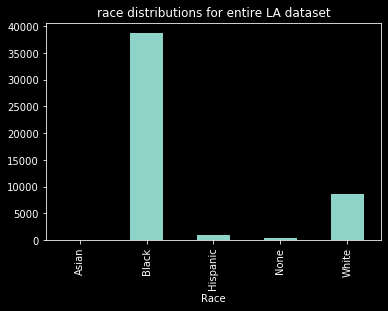 race distributions for entire LA dataset
40000
35000
30000
25000
20000
15000
10000
5000
0
Asian
Black
Hispanic
None
White
Race